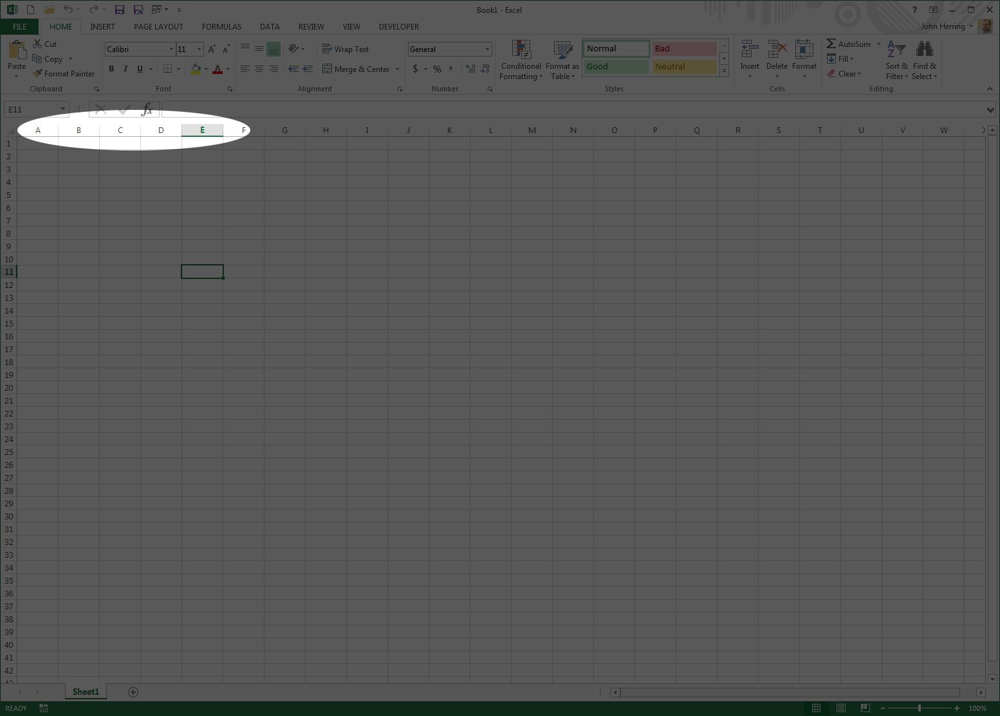 Book1 - Excel
?
FILE HOME INSERT PAGE LAYOUT FORMULAS DATA REVIEW VIEW DEVELOPER John Herring
Paste
Cut
Copy
Format Painter
Clipboard
Calibri 11
B I U
Font
Wrap Text
Merge & Center
Alignment
General
$ % ,
Number
Conditional Formatting
Format as Table
Normal Bad
Good Neutral
Styles
Insert Delete Format
Cells
AutoSum
Fill
Clear
Sort & Filter
Find & Select
Editing
E11 fx
A B C D E F G H I J K L M N O P Q R S T U V W X
1
2
3
4
5
6
7
8
9
10
11
12
13
14
15
16
17
18
19
20
21
22
23
24
25
26
27
28
29
30
31
32
33
34
35
36
37
38
39
40
41
42
43
Sheet1
READY 100%